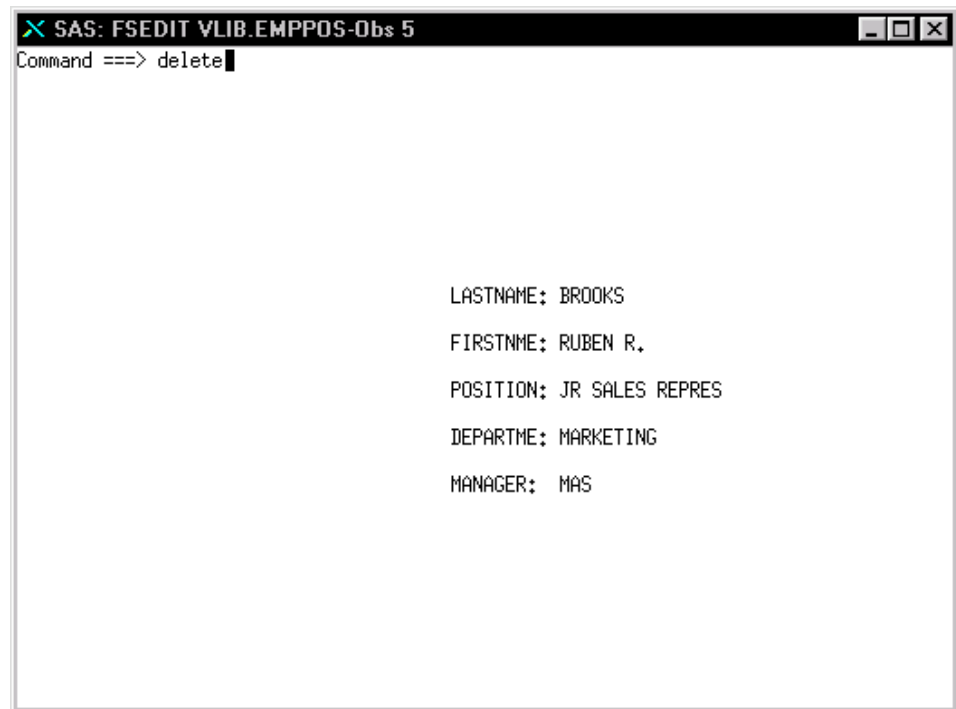 SAS: FSEDIT VLIB.EMPPOS-Obs 5
Command ===> delete
LASTNAME: BROOKS
FIRSTNME: RUBEN R.
POSITION: JR SALES REPRES
DEPARTME: MARKETING
MANAGER: MAS